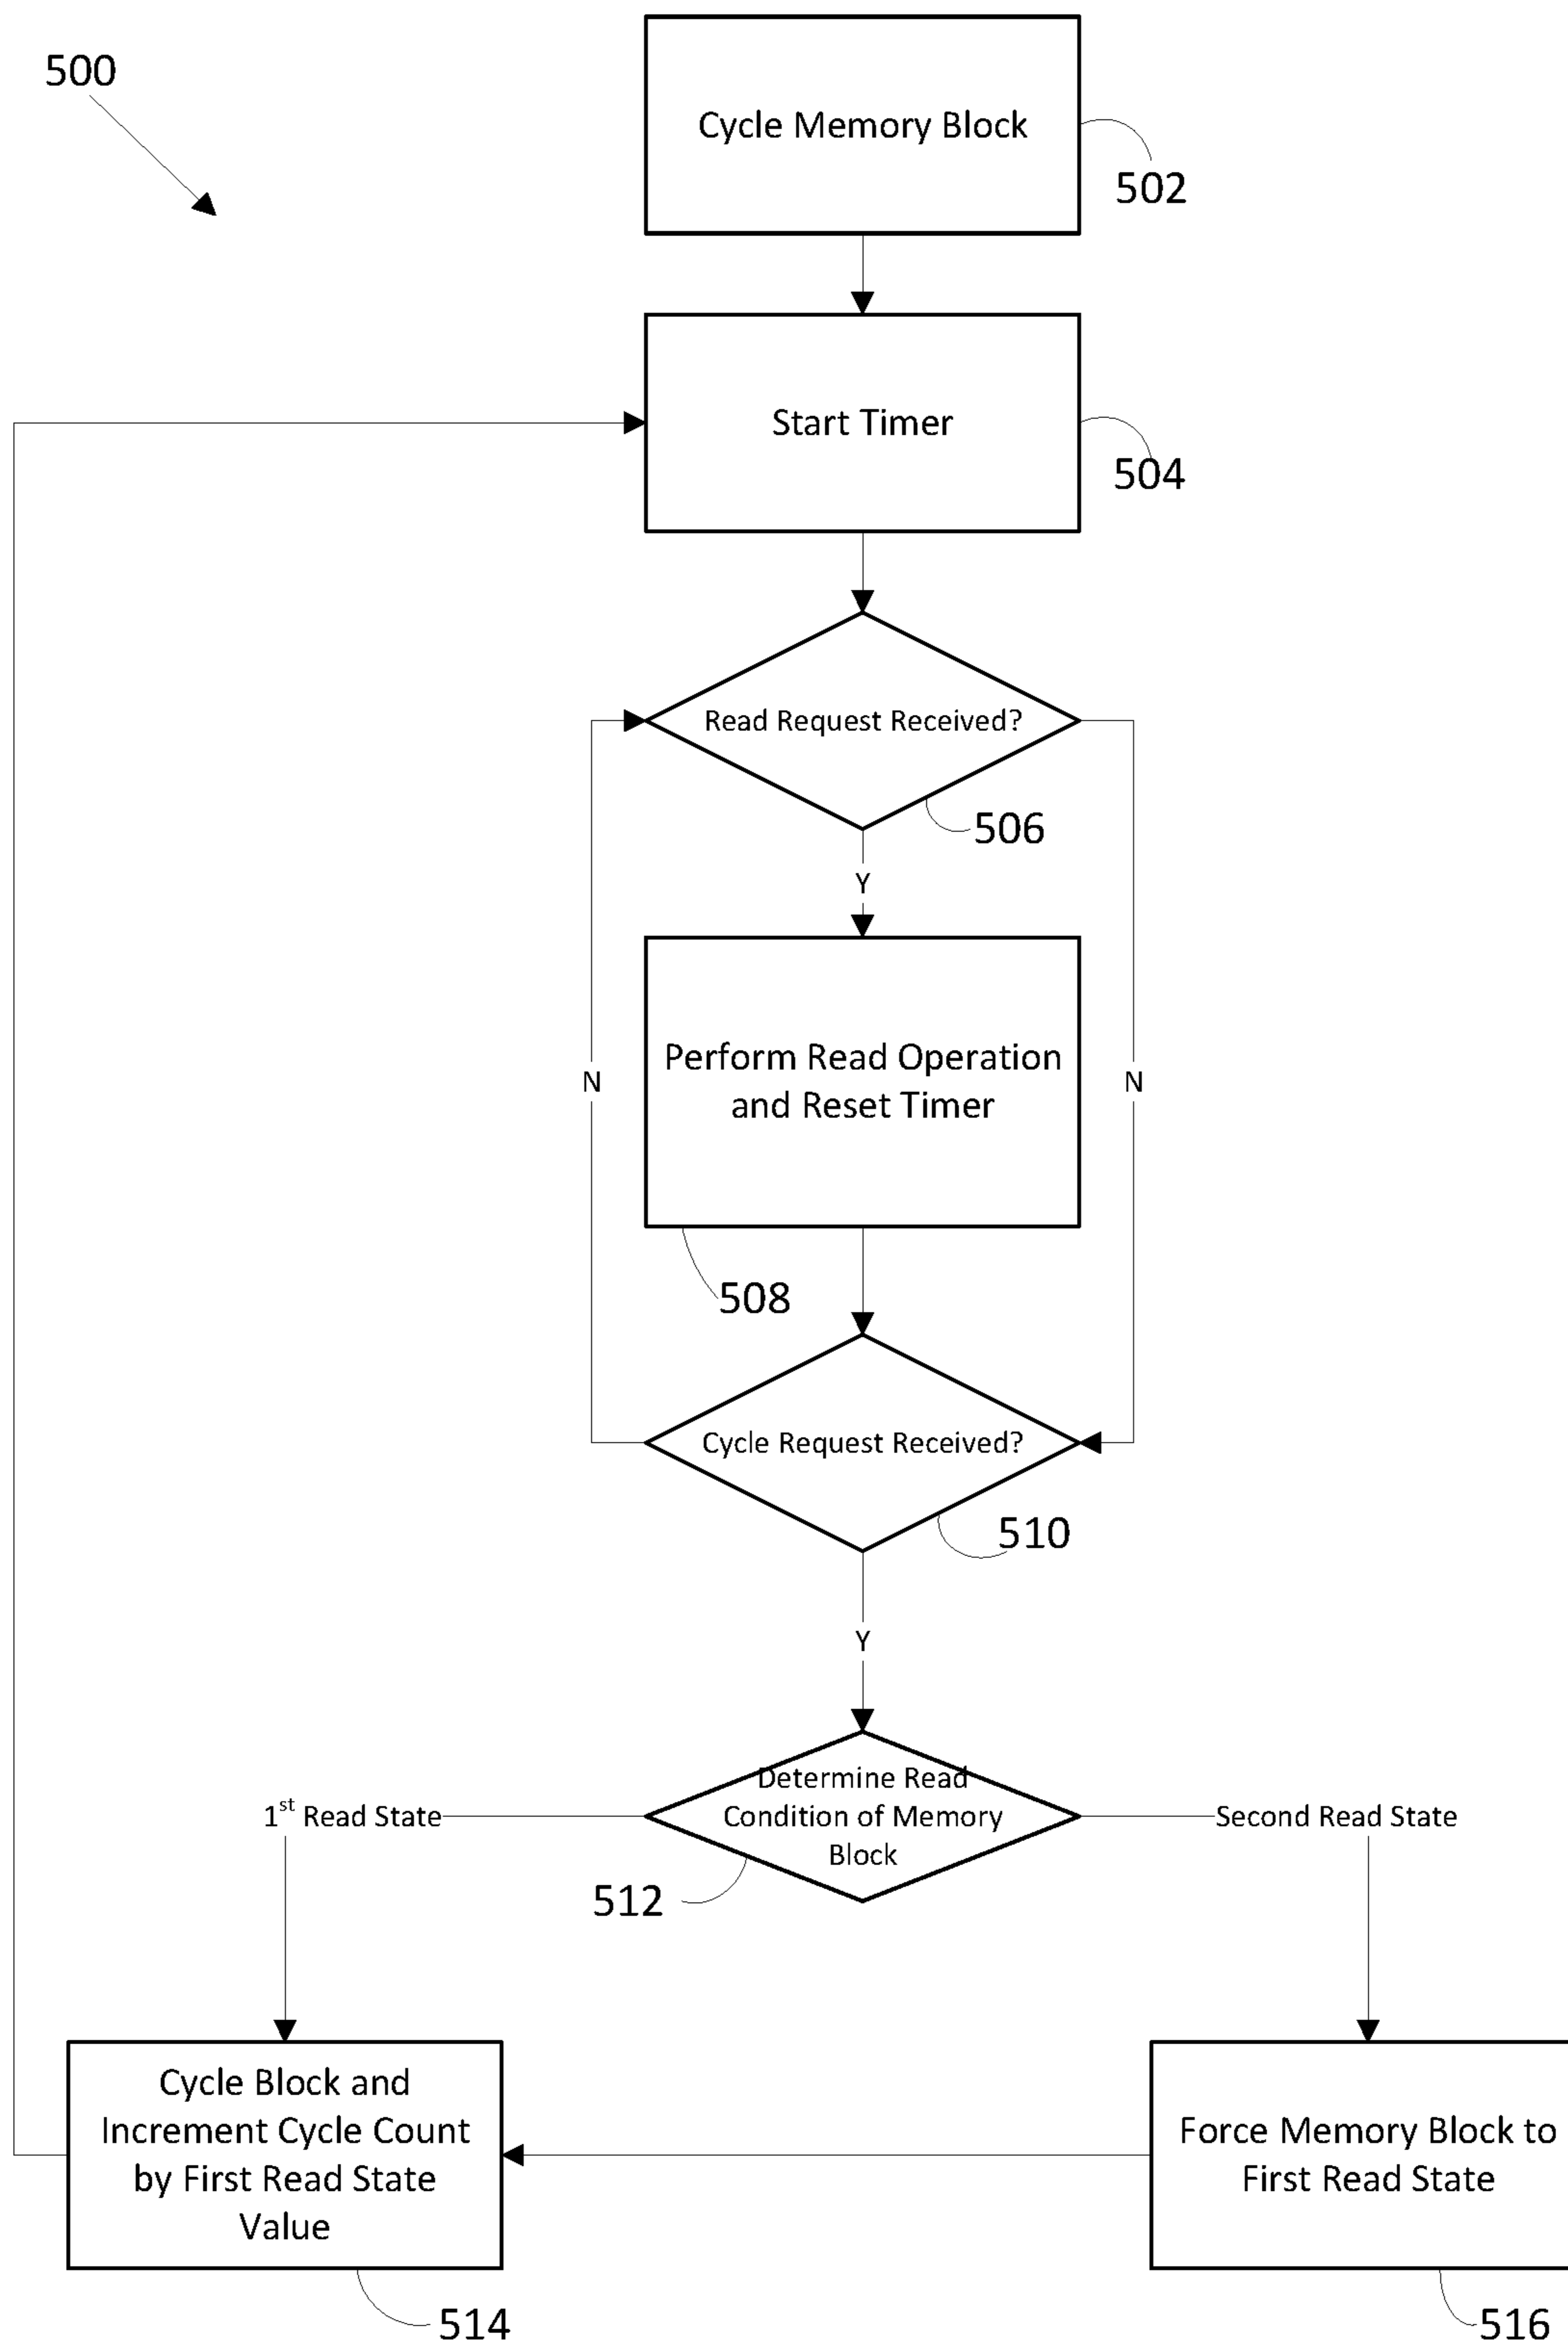 500
Cycle Memory Block
502
Start Timer
504
Read Request Received?
506
Y
Perform Read Operation
and Reset Timer
N
N
508
Cycle Request Received?
510
Y
Determine Read
Condition of Memory
Block
1st Read State
Second Read State
512
Cycle Block and
Increment Cycle Count
by First Read State
Value
Force Memory Block to
First Read State
514
516